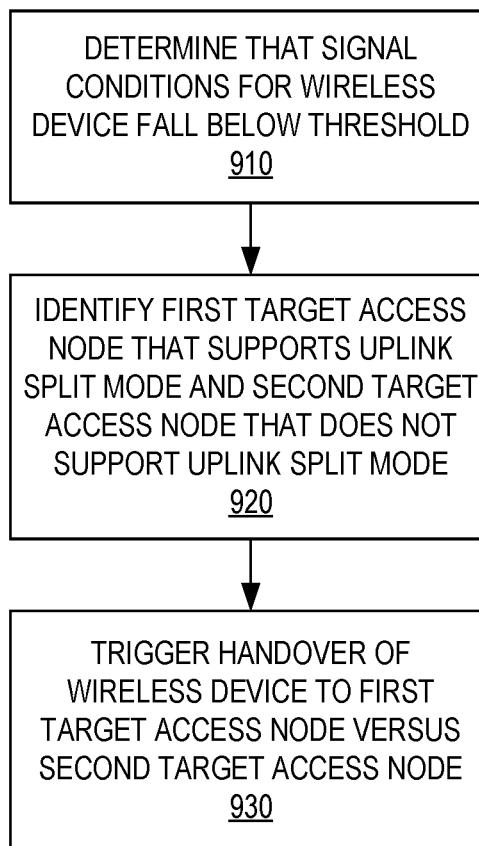 DETERMINE THAT SIGNAL
CONDITIONS FOR WIRELESS
DEVICE FALL BELOW THRESHOLD
910
IDENTIFY FIRST TARGET ACCESS
NODE THAT SUPPORTS UPLINK
SPLIT MODE AND SECOND TARGET
ACCESS NODE THAT DOES NOT
SUPPORT UPLINK SPLIT MODE
920
TRIGGER HANDOVER OF
WIRELESS DEVICE TO FIRST
TARGET ACCESS NODE VERSUS
SECOND TARGET ACCESS NODE
930